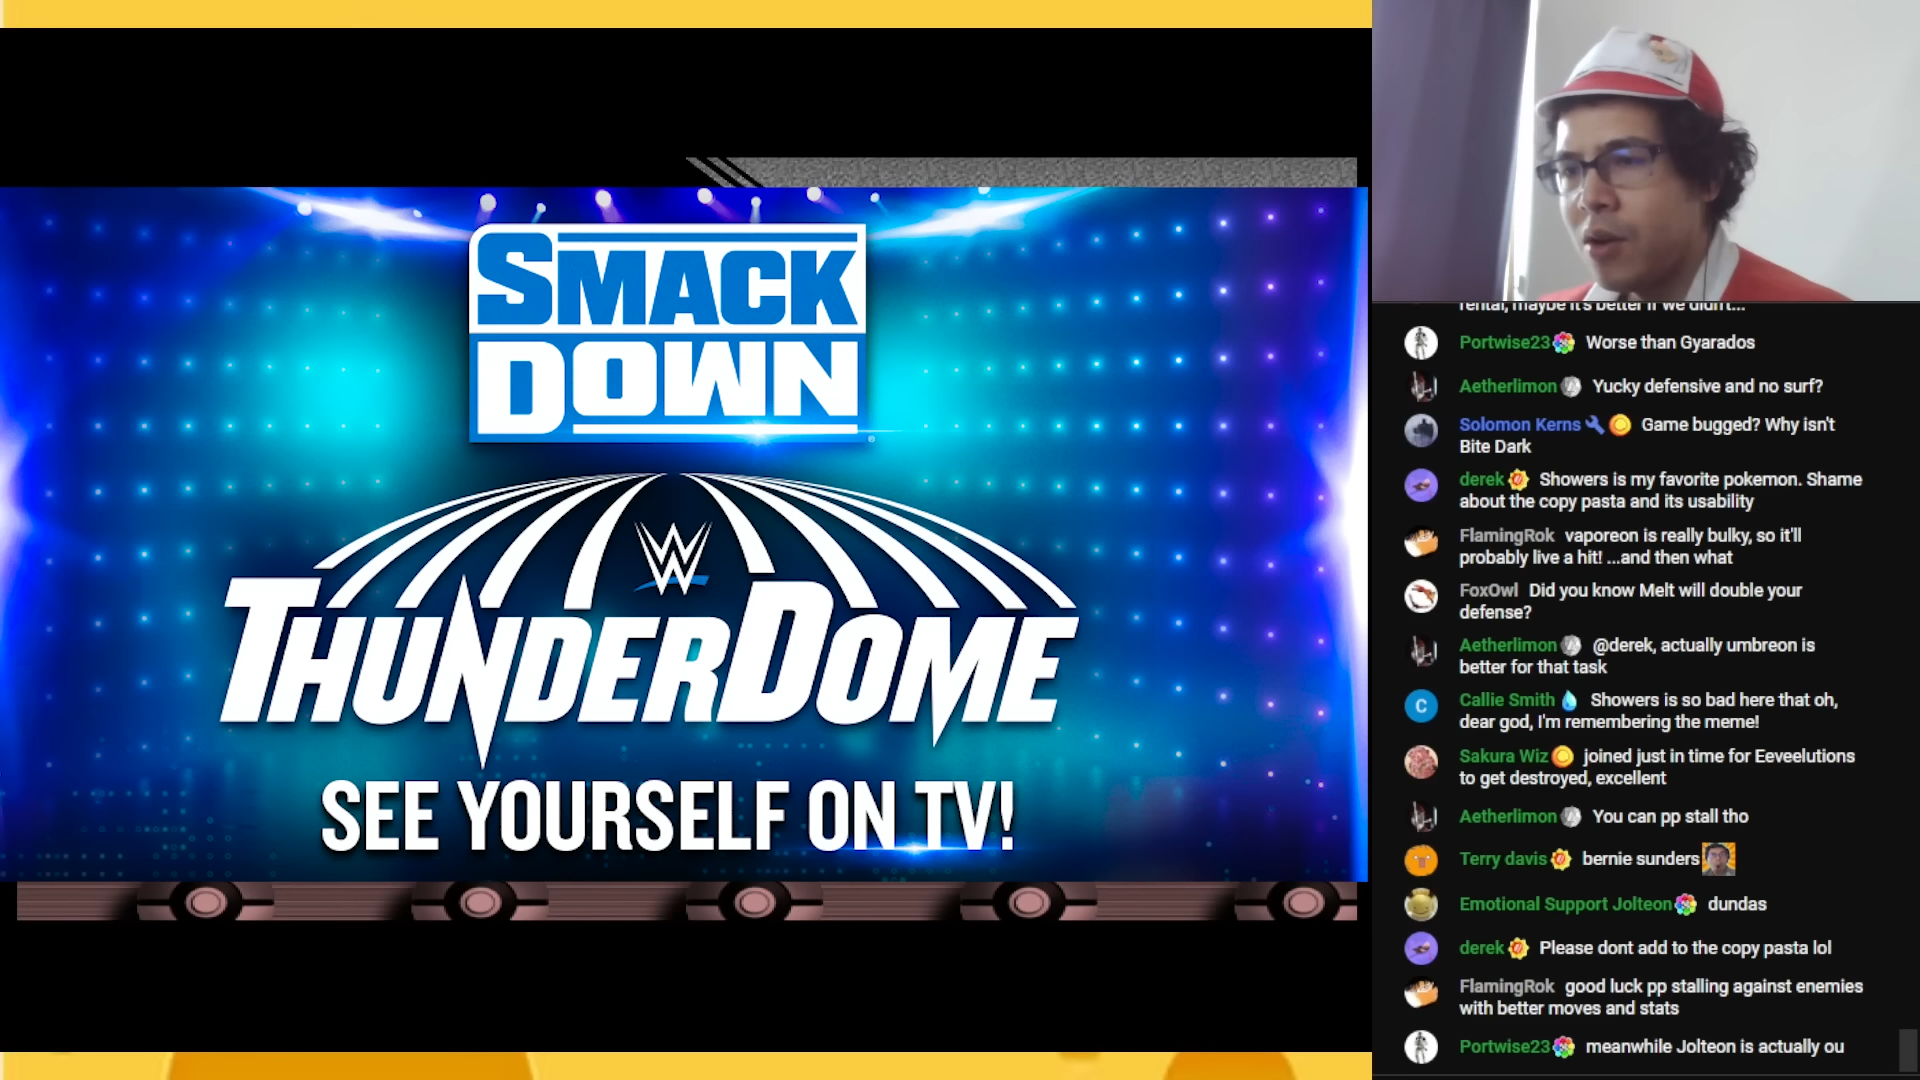 SMACK
DOWN
W
THUNDERDOME
SEE YOURSELF ON TV!
rental, maybe it's better if we didn't...
Portwise23 Worse than Gyarados
Aetherlimon Yucky defensive and no surf?
Solomon Kerns Game bugged? Why isn't
Bite Dark
derek Showers is my favorite pokemon. Shame
about the copy pasta and its usability
FlamingRok vaporeon is really bulky, so it'll
probably live a hit! ...and then what
FoxOwl Did you know Melt will double your
defense?
Aetherlimon @derek, actually umbreon is
better for that task
C
Callie Smith Showers is so bad here that oh,
dear god, I'm remembering the meme!
Sakura Wiz joined just in time for Eeveelutions
to get destroyed, excellent
Aetherlimon You can pp stall tho
Terry davis bernie sunders
Emotional Support Jolteon dundas
derek Please dont add to the copy pasta lol
FlamingRok good luck pp stalling against enemies
with better moves and stats
Portwise23 meanwhile Jolteon is actually ou